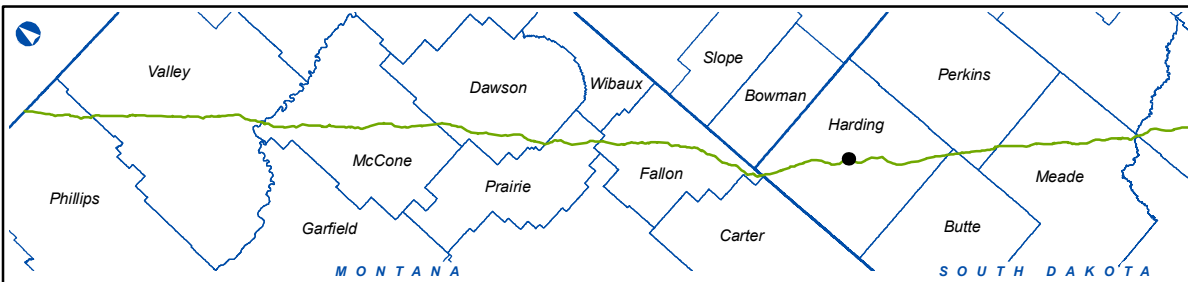 Valley
Dawson
Wibaux
Slope
Bowman
Perkins
Harding
McCone
Prairie
Fallon
Phillips
Garfield
Carter
Butte
Meade
MONTANA
SOUTH DAKOTA